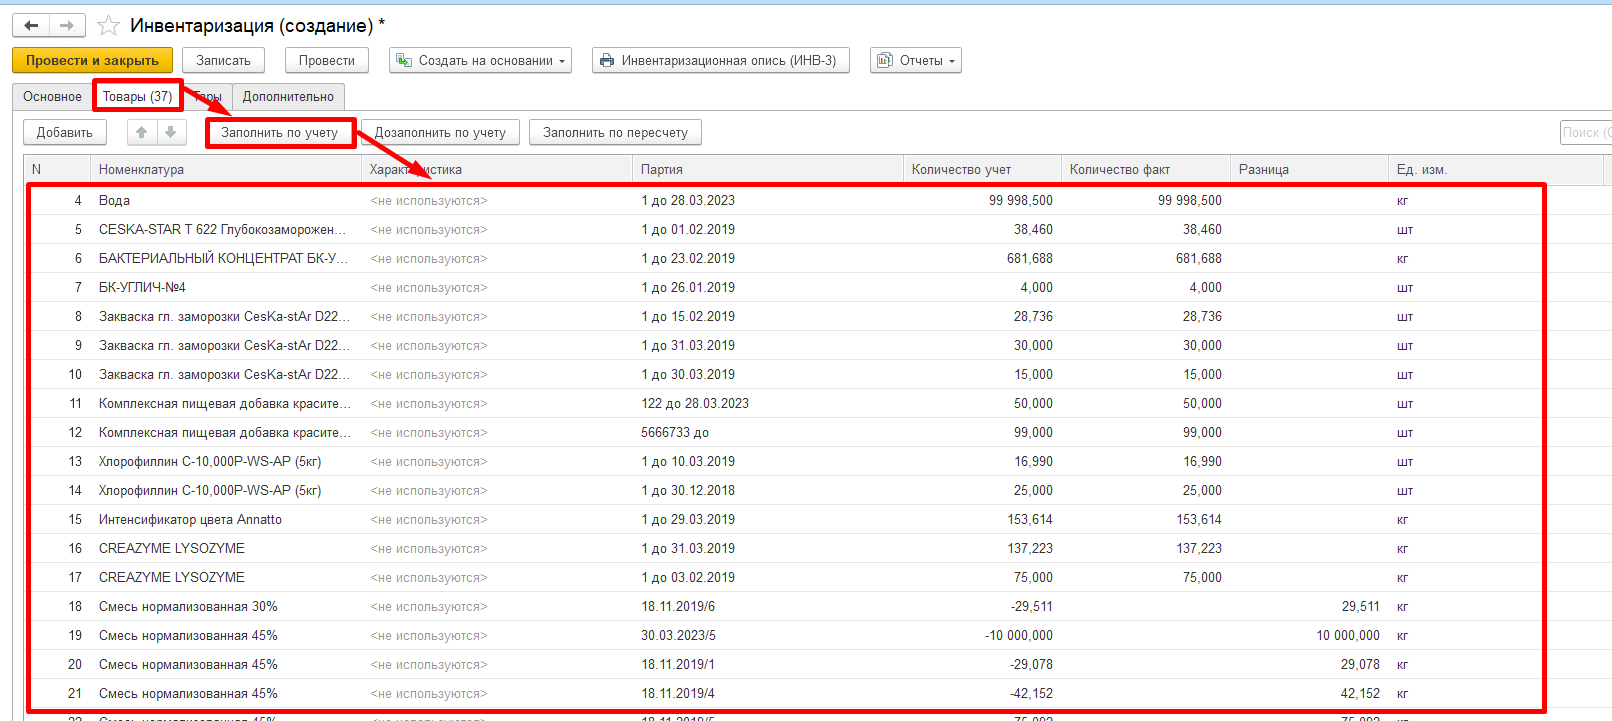 Инвентаризация (создание) *
Провести и закрыть Записать Провести Создать на основании Инвентаризационная опись (ИНВ-3) Отчеты
Основное Товары (37) Тары Дополнительно
Добавить Заполнить по учету Дозаполнить по учету Заполнить по пересчету Поиск (C
N Номенклатура Характеристика Партия Количество учет Количество факт Разница Ед. изм.
4 Вода <не используются> 1 до 28.03.2023 99 998,500 99 998,500 кг
5 CESKA-STAR T 622 Глубокозаморожен... <не используются> 1 до 01.02.2019 38,460 38,460 шт
6 БАКТЕРИАЛЬНЫЙ КОНЦЕНТРАТ БК-У... <не используются> 1 до 23.02.2019 681,688 681,688 кг
7 БК-УГЛИЧ-№4 <не используются> 1 до 26.01.2019 4,000 4,000 шт
8 Закваска гл. заморозки CesKa-stAr D22... <не используются> 1 до 15.02.2019 28,736 28,736 шт
9 Закваска гл. заморозки CesKa-stAr D22... <не используются> 1 до 31.03.2019 30,000 30,000 шт
10 Закваска гл. заморозки CesKa-stAr D22... <не используются> 1 до 30.03.2019 15,000 15,000 шт
11 Комплексная пищевая добавка красите... <не используются> 122 до 28.03.2023 50,000 50,000 шт
12 Комплексная пищевая добавка красите... <не используются> 5666733 до 99,000 99,000 шт
13 Хлорофиллин C-10,000P-WS-AP (5кг) <не используются> 1 до 10.03.2019 16,990 16,990 шт
14 Хлорофиллин C-10,000P-WS-AP (5кг) <не используются> 1 до 30.12.2018 25,000 25,000 шт
15 Интенсификатор цвета Annatto <не используются> 1 до 29.03.2019 153,614 153,614 кг
16 CREAZYME LYSOZYME <не используются> 1 до 31.03.2019 137,223 137,223 кг
17 CREAZYME LYSOZYME <не используются> 1 до 03.02.2019 75,000 75,000 кг
18 Смесь нормализованная 30% <не используются> 18.11.2019/6 -29,511 29,511 кг
19 Смесь нормализованная 45% <не используются> 30.03.2023/5 -10 000,000 10 000,000 кг
20 Смесь нормализованная 45% <не используются> 18.11.2019/1 -29,078 29,078 кг
21 Смесь нормализованная 45% <не используются> 18.11.2019/4 -42,152 42,152 кг